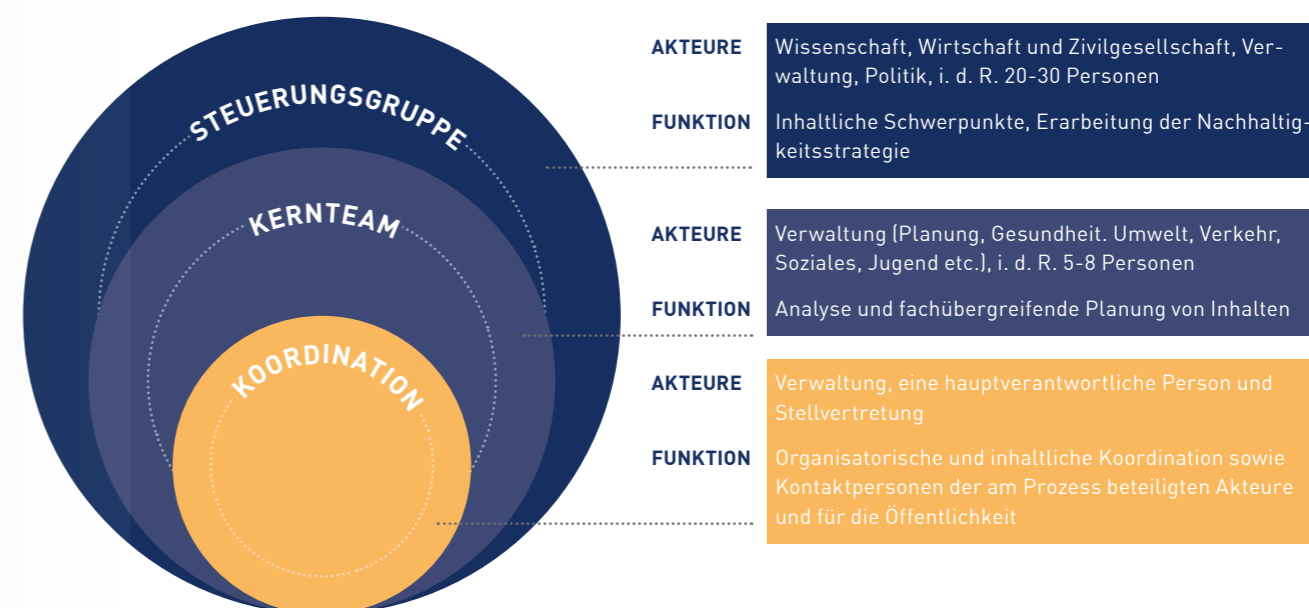 STEUERUNGSGRUPPE
KERNTEAM
KOORDINATION
AKTEURE Wissenschaft, Wirtschaft und Zivilgesellschaft, Ver-
waltung, Politik, i. d. R. 20-30 Personen
FUNKTION Inhaltliche Schwerpunkte, Erarbeitung der Nachhaltig-
keitsstrategie
AKTEURE Verwaltung (Planung, Gesundheit. Umwelt, Verkehr,
Soziales, Jugend etc.), i. d. R. 5-8 Personen
FUNKTION Analyse und fachübergreifende Planung von Inhalten
AKTEURE Verwaltung, eine hauptverantwortliche Person und
Stellvertretung
FUNKTION Organisatorische und inhaltliche Koordination sowie
Kontaktpersonen der am Prozess beteiligten Akteure
und für die Öffentlichkeit